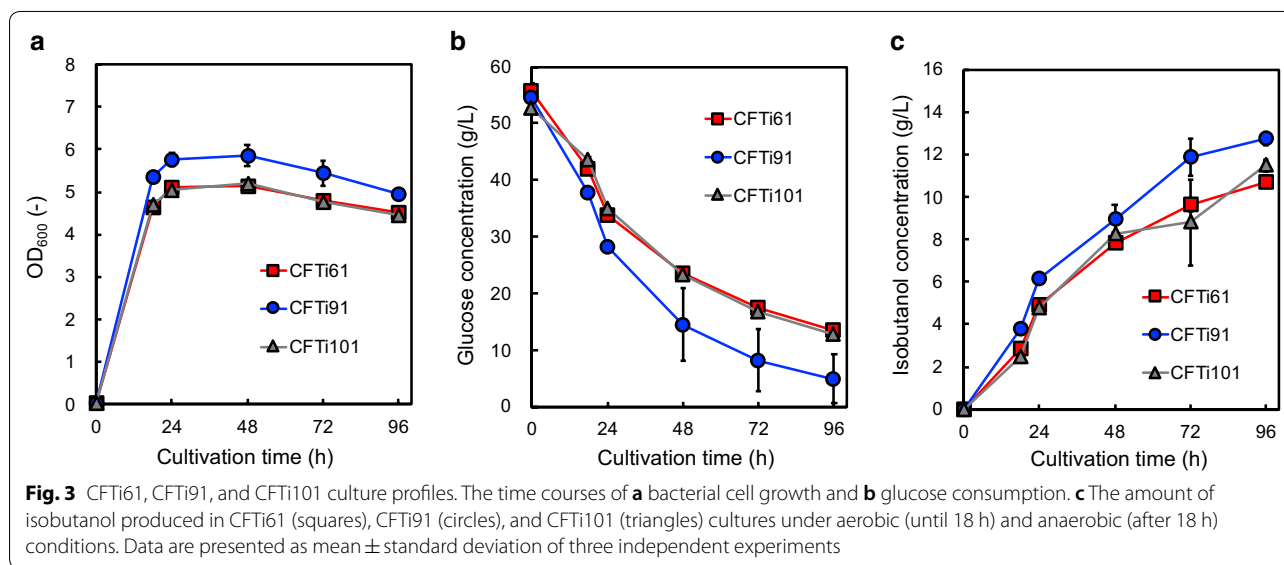 a
8
7
6
5
4
3
2
1
0
OD600 (-)
CFTi61
CFTi91
CFTi101
0 24 48 72 96
Cultivation time (h)
b
60
50
40
30
20
10
0
Glucose concentration (g/L)
CFTi61
CFTi91
CFTi101
0 24 48 72 96
Cultivation time (h)
c
16
14
12
10
8
6
4
2
0
Isobutanol concentration (g/L)
CFTi61
CFTi91
CFTi101
0 24 48 72 96
Cultivation time (h)
Fig. 3 CFTi61, CFTi91, and CFTi101 culture profiles. The time courses of a bacterial cell growth and b glucose consumption. c The amount of
isobutanol produced in CFTi61 (squares), CFTi91 (circles), and CFTi101 (triangles) cultures under aerobic (until 18 h) and anaerobic (after 18 h)
conditions. Data are presented as mean ± standard deviation of three independent experiments